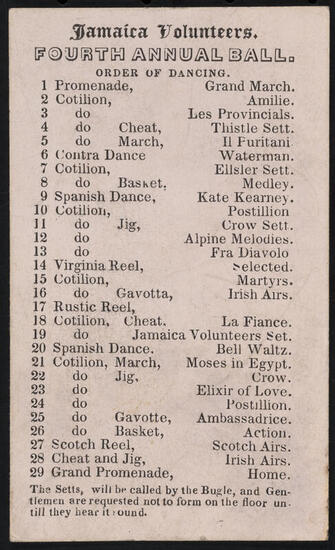 Jamaica Volunteers.
FOURTH ANNUAL BALL.
ORDER OF DANCING.
1 Promenade, Grand March.
2 Cotilion, Amilie.
3 do Les Provincials.
4 do Cheat, Thistle Sett.
5 do March, Il Puritani
6 Contra Dance Waterman.
7 Cotilion, Ellsler Sett.
8 do Basket. Medley.
9 Spanish Dance, Kate Kearney.
10 Cotilion, Postillion
11 do Jig, Crow Sett.
12 do Alpine Melodies.
13 do Fra Diavolo
14 Virginia Reel, Selected.
15 Cotilion, Martyrs.
16 do Gavotta, Irish Airs.
17 Rustic Reel,
18 Cotilion, Cheat. La Fiance.
19 do Jamaica Volunteers Set.
20 Spanish Dance. Bell Waltz.
21 Cotilion, March, Moses in Egypt.
22 do Jig, Crow.
23 do Elixir of Love.
24 do Postillion.
25 do Gavotte, Ambassadrice.
26 do Basket, Action.
27 Scotch Reel, Scotch Airs.
28 Cheat and Jig, Irish Airs.
29 Grand Promenade, Home.
The Setts, will be called by the Bugle, and Gen-
tlemen are requested not to form on the floor un-
till they hear it sound.